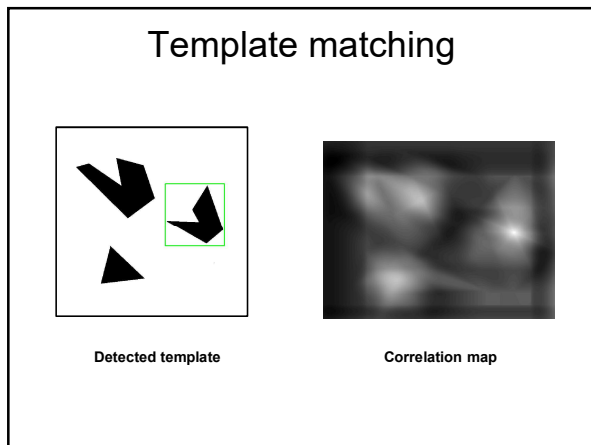 Template matching
Detected template
Correlation map